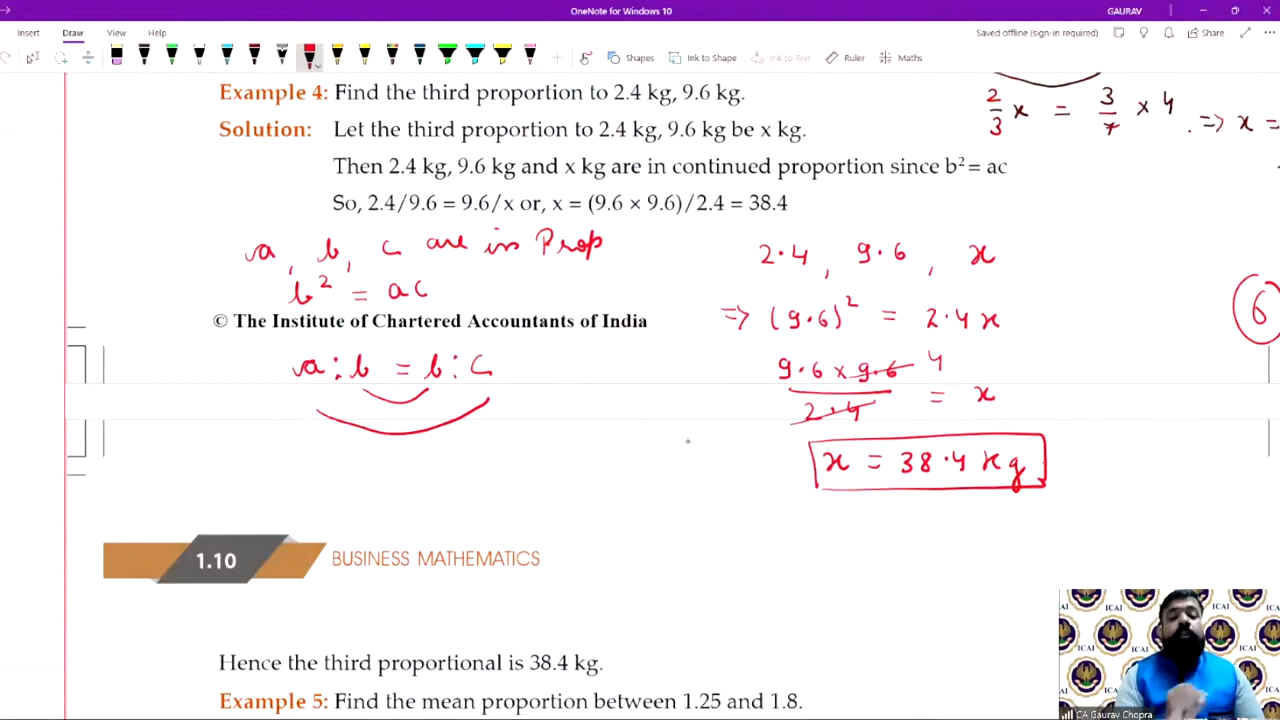 OneNote for Windows 10
GAURAV
Insert Draw View Help
Saved offline (sign in required) Share
Shapes Ink to Shape Ink to Text Ruler Maths
Example 4: Find the third proportion to 2.4 kg, 9.6 kg.
2/3 x = 3/7 × 4 => x =
Solution: Let the third proportion to 2.4 kg, 9.6 kg be x kg.
Then 2.4 kg, 9.6 kg and x kg are in continued proportion since b² = ac
So, 2.4/9.6 = 9.6/x or, x = (9.6 × 9.6)/2.4 = 38.4
a, b, c are in Prop
b² = ac
2.4, 9.6, x
=> (9.6)² = 2.4x
6
© The Institute of Chartered Accountants of India
a : b = b : c
9.6 × 9.6 4
2.4 = x
x = 38.4 kg
1.10 BUSINESS MATHEMATICS
Hence the third proportional is 38.4 kg.
Example 5: Find the mean proportion between 1.25 and 1.8.
ICAI ICAI
ICAI
CA Gaurav Chopra